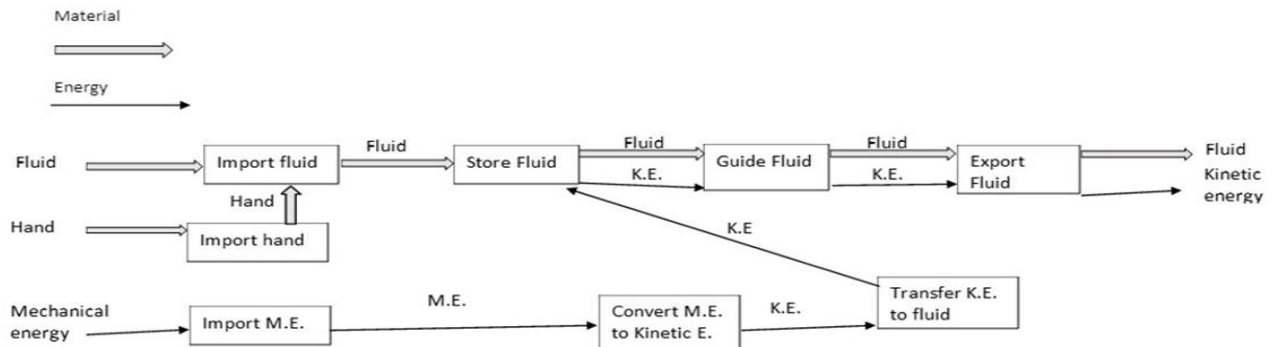 Material
Energy
Fluid
Import fluid
Fluid
Store Fluid
Fluid
K.E.
Guide Fluid
Fluid
K.E.
Export
Fluid
Fluid
Kinetic
energy
Hand
Hand
Import hand
K.E
Mechanical
energy
Import M.E.
M.E.
Convert M.E.
to Kinetic E.
K.E.
Transfer K.E.
to fluid